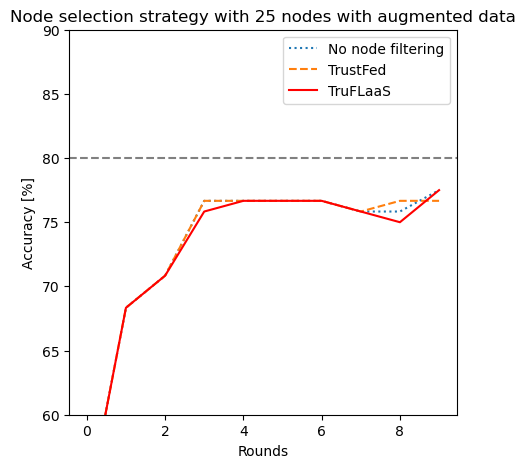 Node selection strategy with 25 nodes with augmented data
90
85
80
75
70
65
60
Accuracy [%]
No node filtering
TrustFed
TruFLaaS
0 2 4 6 8
Rounds